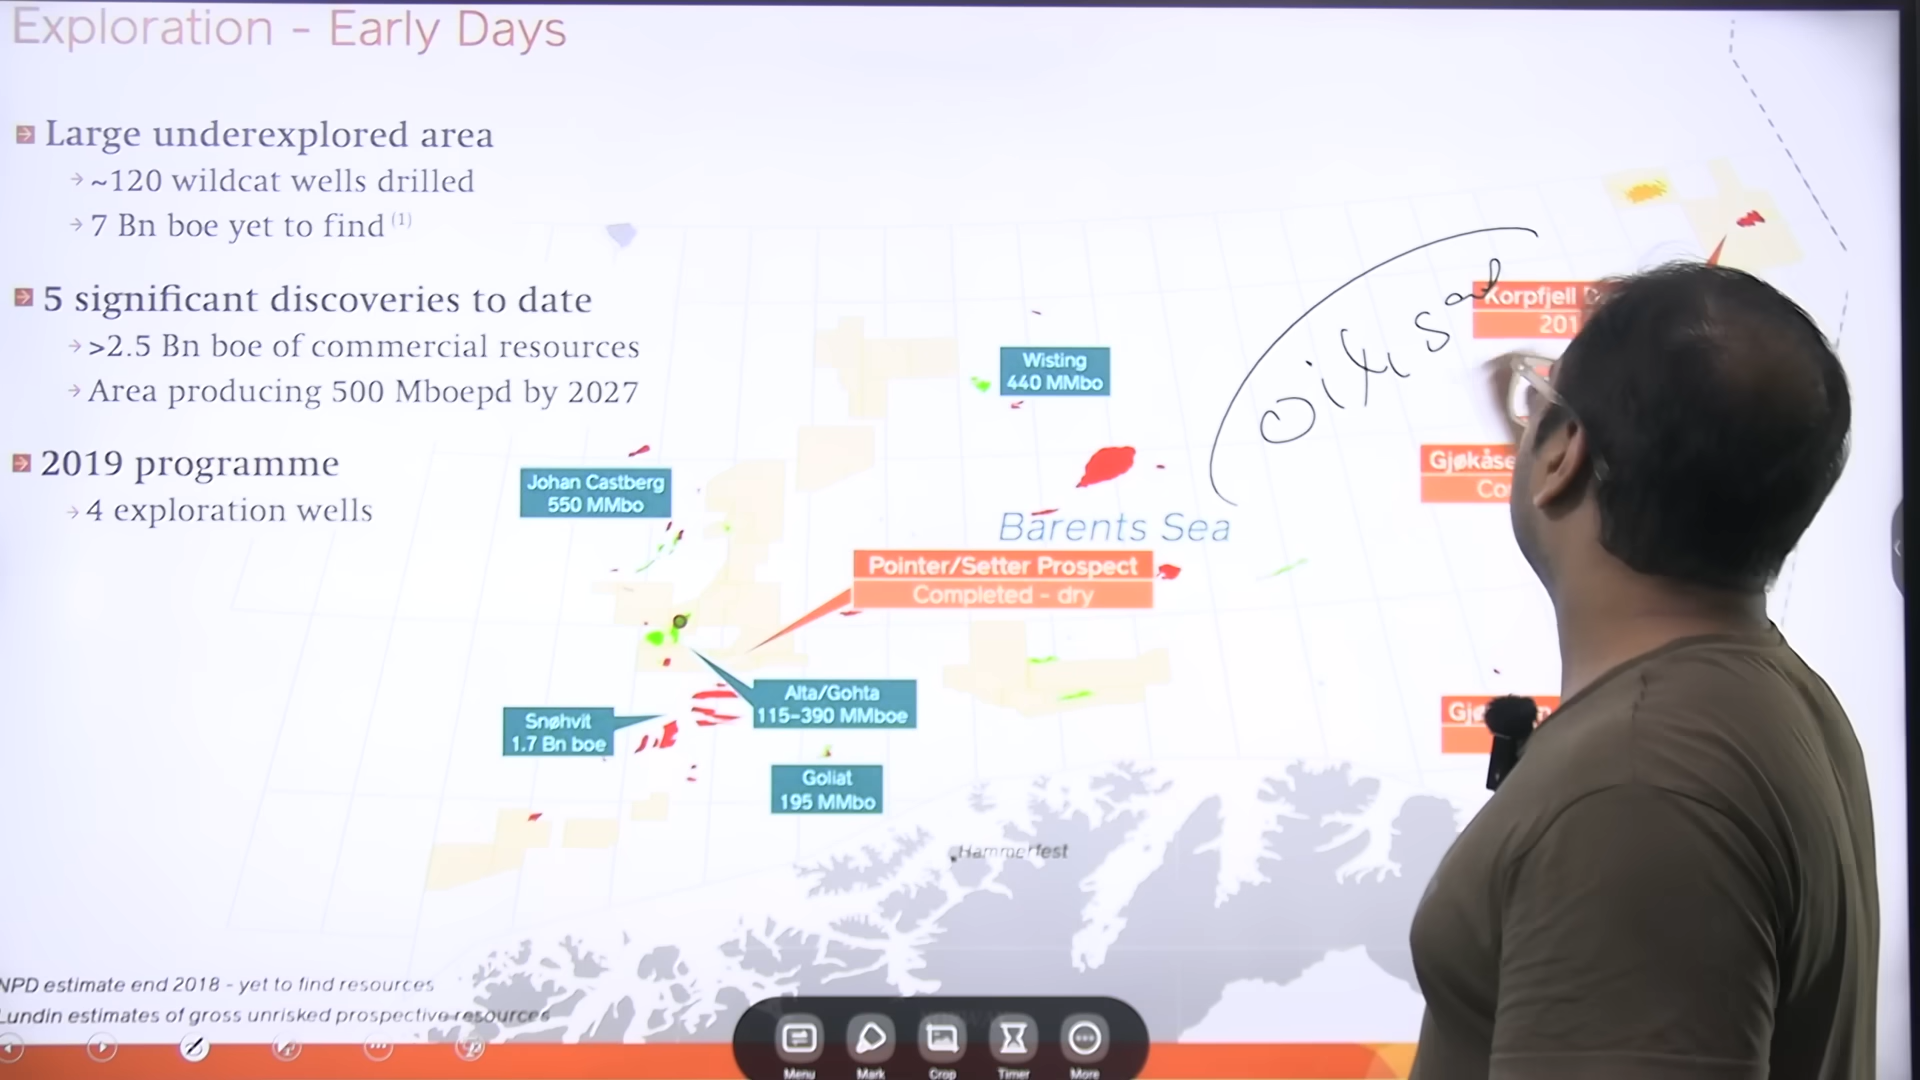 Exploration - Early Days
Large underexplored area
~120 wildcat wells drilled
7 Bn boe yet to find (1)
5 significant discoveries to date
>2.5 Bn boe of commercial resources
Area producing 500 Mboepd by 2027
2019 programme
4 exploration wells
Korpfjell
201
Wisting
440 MMbo
Johan Castberg
550 MMbo
Barents Sea
Pointer/Setter Prospect
Completed - dry
Alta/Gohta
115-390 MMboe
Snøhvit
1.7 Bn boe
Goliat
195 MMbo
Hammerfest
NPD estimate end 2018 - yet to find resources
Lundin estimates of gross unrisked prospective resources
Menu
Mark
Crop
Timer
More